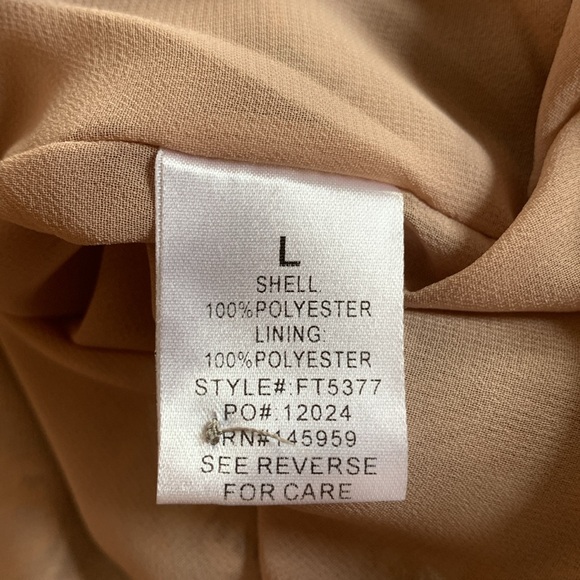 L
SHELL:
100%POLYESTER
LINING:
100%POLYESTER
STYLE#:FT5377
PO#:12024
RN#145959
SEE REVERSE
FOR CARE